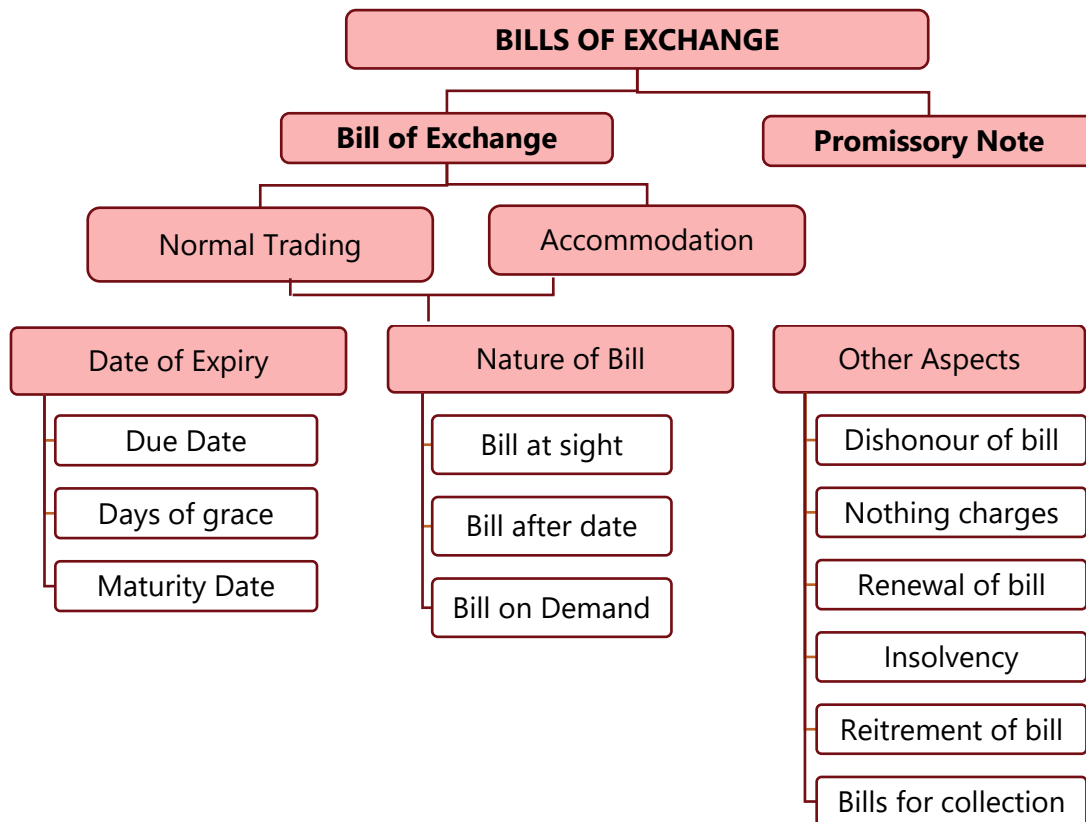 BILLS OF EXCHANGE
Bill of Exchange
Promissory Note
Normal Trading
Accommodation
Date of Expiry
Due Date
Days of grace
Maturity Date
Nature of Bill
Bill at sight
Bill after date
Bill on Demand
Other Aspects
Dishonour of bill
Nothing charges
Renewal of bill
Insolvency
Reitrement of bill
Bills for collection